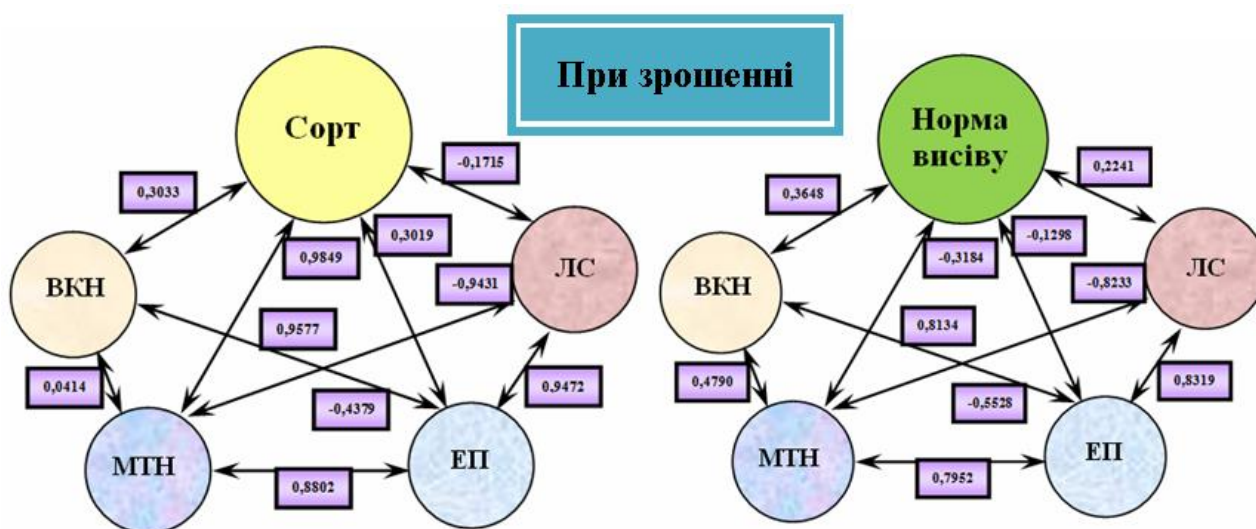 При зрошенні
Сорт
-0,1715
0,3033
0,3019
0,9849
ЛС
-0,9431
ВКН
0,9577
0,0414
-0,4379
0,9472
МТН
ЕП
0,8802
Норма
висіву
0,2241
0,3648
-0,1298
-0,3184
ЛС
-0,8233
ВКН
0,8134
0,4790
-0,5528
0,8319
МТН
ЕП
0,7952